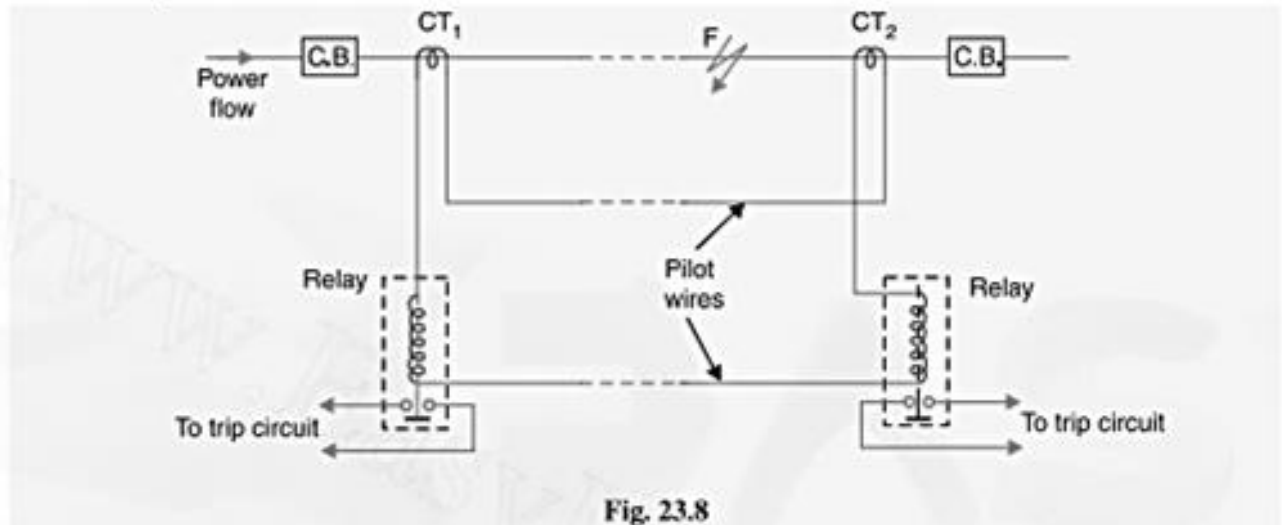 CT₁
CT₂
F
C.B.
C.B.
Power
flow
Pilot
wires
Relay
Relay
To trip circuit
To trip circuit
Fig. 23.8